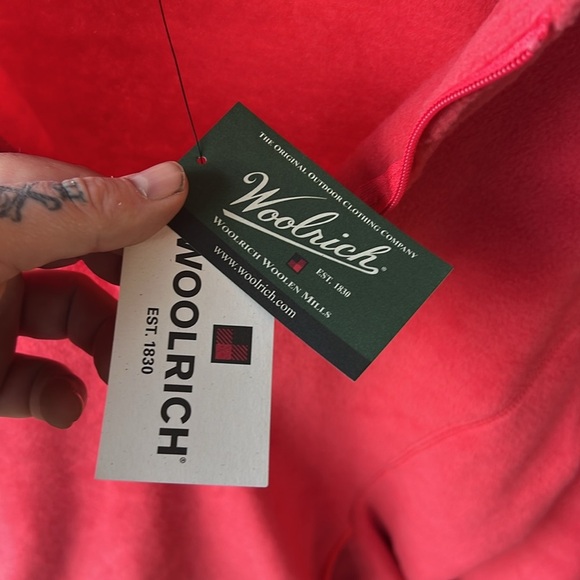 THE ORIGINAL OUTDOOR CLOTHING COMPANY
Woolrich®
EST. 1830
WOOLRICH WOOLEN MILLS
www.woolrich.com
WOOLRICH®
EST. 1830